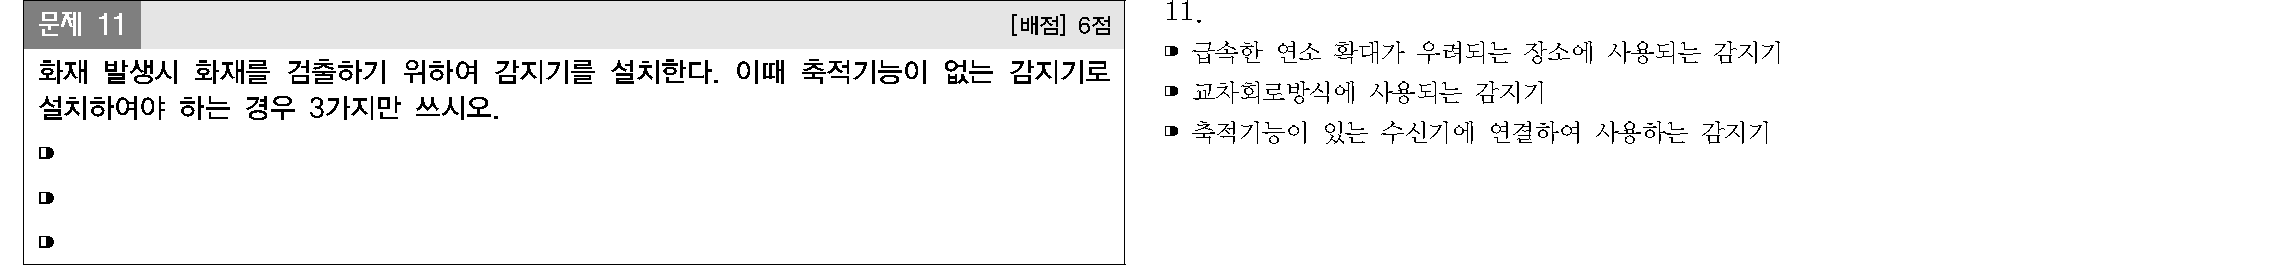 문제 11
[배점] 6점
화재 발생시 화재를 검출하기 위하여 감지기를 설치한다. 이때 축적기능이 없는 감지기로
설치하여야 하는 경우 3가지만 쓰시오.
11.
급속한 연소 확대가 우려되는 장소에 사용되는 감지기
교차회로방식에 사용되는 감지기
축적기능이 있는 수신기에 연결하여 사용하는 감지기